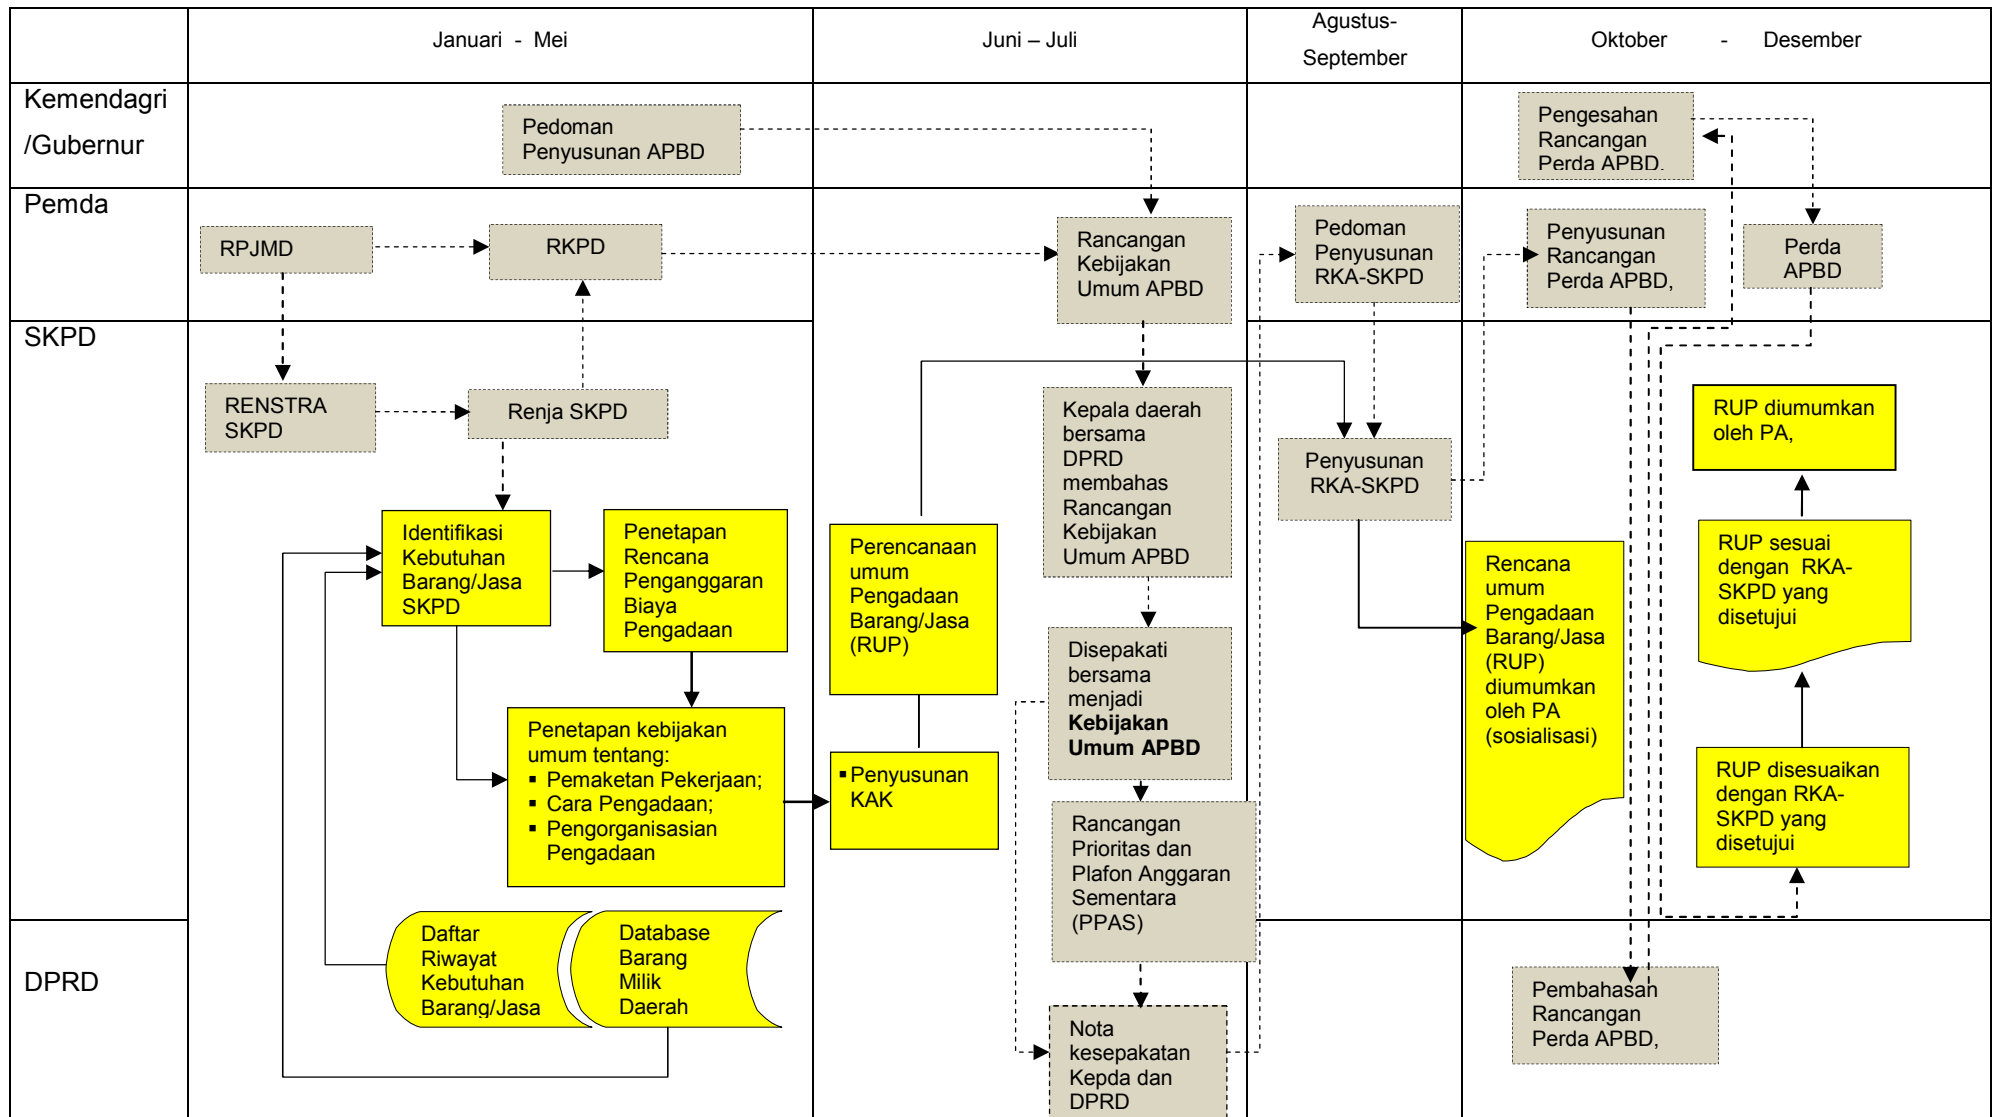 Januari - Mei
Juni – Juli
Agustus-
September
Oktober - Desember
Kemendagri
/Gubernur
Pedoman
Penyusunan APBD
Pengesahan
Rancangan
Perda APBD.
Pemda
RPJMD
RKPD
Rancangan
Kebijakan
Umum APBD
Pedoman
Penyusunan
RKA-SKPD
Penyusunan
Rancangan
Perda APBD,
Perda
APBD
SKPD
RENSTRA
SKPD
Renja SKPD
Identifikasi
Kebutuhan
Barang/Jasa
SKPD
Penetapan
Rencana
Penganggaran
Biaya
Pengadaan
Penetapan kebijakan
umum tentang:
▪ Pemaketan Pekerjaan;
▪ Cara Pengadaan;
▪ Pengorganisasian
Pengadaan
Perencanaan
umum
Pengadaan
Barang/Jasa
(RUP)
▪ Penyusunan
KAK
Kepala daerah
bersama
DPRD
membahas
Rancangan
Kebijakan
Umum APBD
Disepakati
bersama
menjadi
Kebijakan
Umum APBD
Rancangan
Prioritas dan
Plafon Anggaran
Sementara
(PPAS)
Penyusunan
RKA-SKPD
Rencana
umum
Pengadaan
Barang/Jasa
(RUP)
diumumkan
oleh PA
(sosialisasi)
RUP diumumkan
oleh PA,
RUP sesuai
dengan RKA-
SKPD yang
disetujui
RUP disesuaikan
dengan RKA-
SKPD yang
disetujui
DPRD
Daftar
Riwayat
Kebutuhan
Barang/Jasa
Database
Barang
Milik
Daerah
Nota
kesepakatan
Kepda dan
DPRD
Pembahasan
Rancangan
Perda APBD,